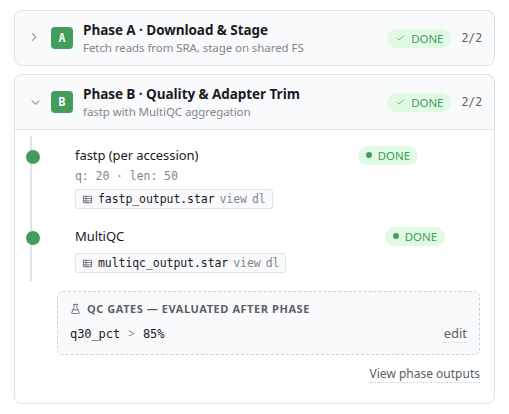 A Phase A · Download & Stage ✓ DONE 2/2
Fetch reads from SRA, stage on shared FS
B Phase B · Quality & Adapter Trim ✓ DONE 2/2
fastp with MultiQC aggregation
fastp (per accession) DONE
q: 20 · len: 50
fastp_output.star view dl
MultiQC DONE
multiqc_output.star view dl
QC GATES — EVALUATED AFTER PHASE
q30_pct > 85% edit
View phase outputs